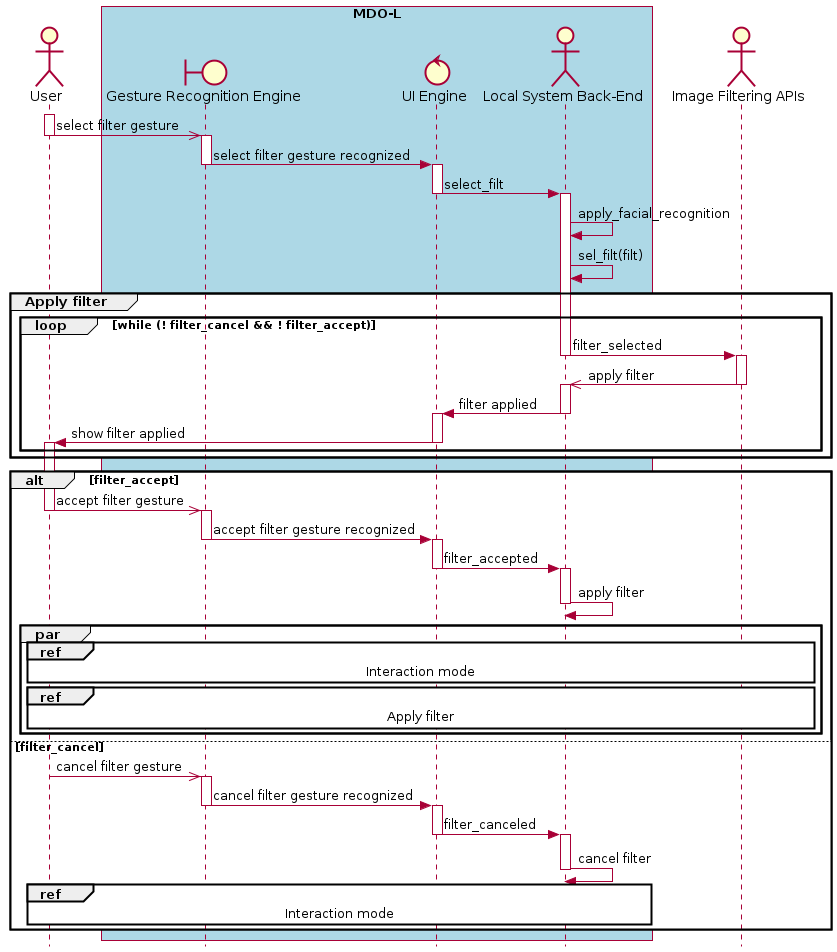 MDO-L
User
Gesture Recognition Engine
UI Engine
Local System Back-End
Image Filtering APIs
select filter gesture
select filter gesture recognized
select_filt
apply_facial_recognition
sel_filt(filt)
Apply filter
loop
[while (! filter_cancel && ! filter_accept)]
filter_selected
apply filter
filter applied
show filter applied
alt
[filter_accept]
accept filter gesture
accept filter gesture recognized
filter_accepted
apply filter
par
ref
Interaction mode
ref
Apply filter
[filter_cancel]
cancel filter gesture
cancel filter gesture recognized
filter_canceled
cancel filter
ref
Interaction mode